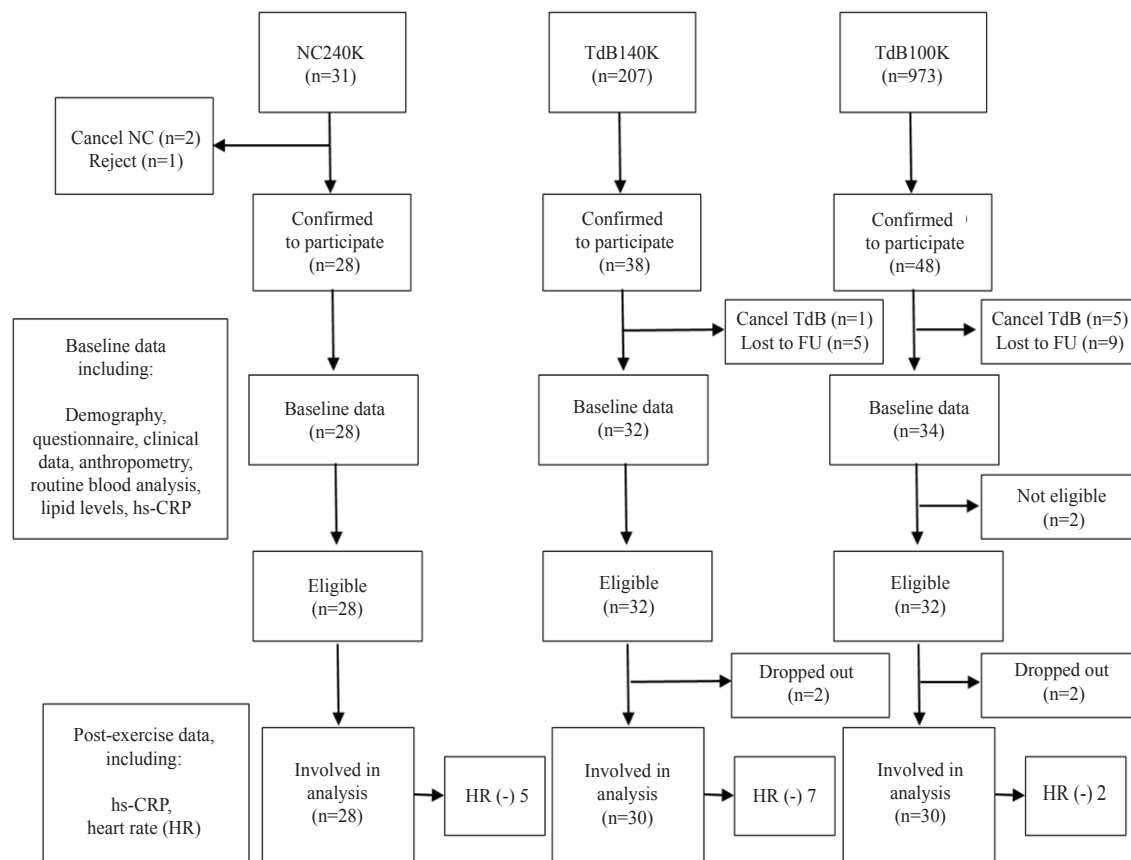 NC240K
(n=31)
TdB140K
(n=207)
TdB100K
(n=973)
Cancel NC (n=2)
Reject (n=1)
Confirmed
to participate
(n=28)
Confirmed
to participate
(n=38)
Confirmed
to participate
(n=48)
Cancel TdB (n=1)
Lost to FU (n=5)
Cancel TdB (n=5)
Lost to FU (n=9)
Baseline data
including:
Demography,
questionnaire, clinical
data, anthropometry,
routine blood analysis,
lipid levels, hs-CRP
Baseline data
(n=28)
Baseline data
(n=32)
Baseline data
(n=34)
Not eligible
(n=2)
Eligible
(n=28)
Eligible
(n=32)
Eligible
(n=32)
Dropped out
(n=2)
Dropped out
(n=2)
Post-exercise data,
including:
hs-CRP,
heart rate (HR)
Involved in
analysis
(n=28)
HR (-) 5
Involved in
analysis
(n=30)
HR (-) 7
Involved in
analysis
(n=30)
HR (-) 2